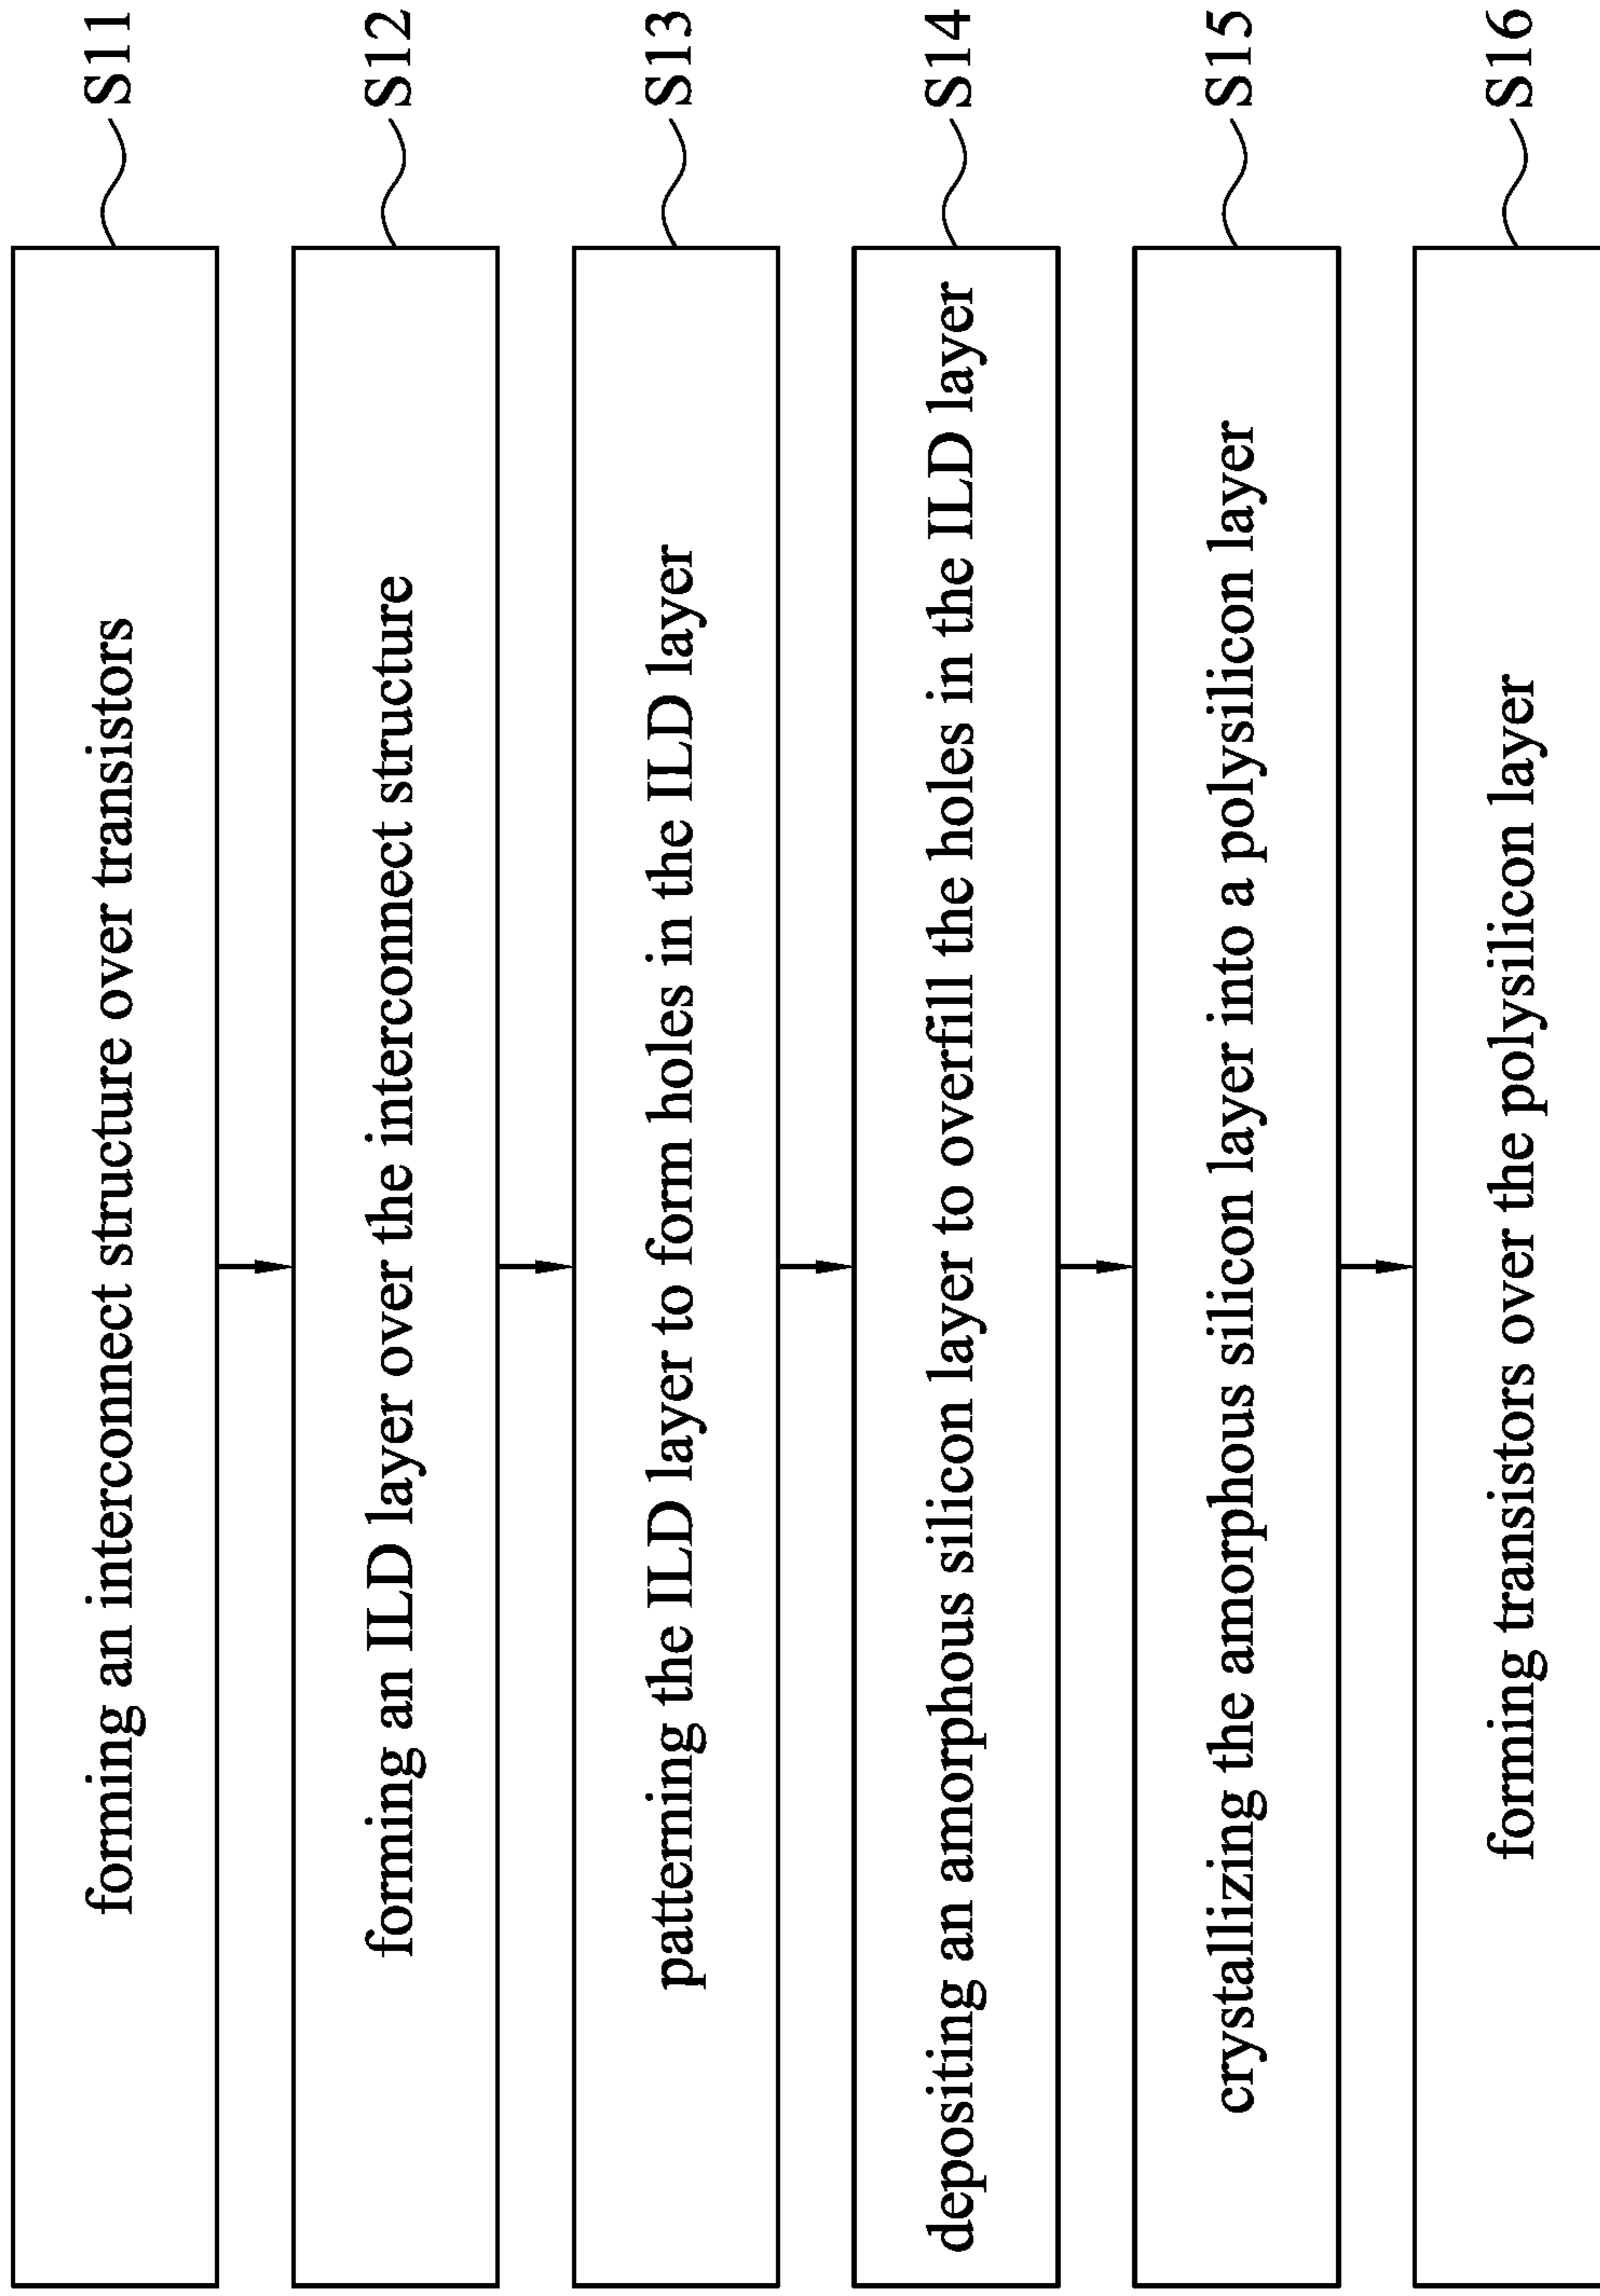 forming an interconnect structure over transistors
S11
forming an ILD layer over the interconnect structure
S12
patterning the ILD layer to form holes in the ILD layer
S13
depositing an amorphous silicon layer to overfill the holes in the ILD layer
S14
crystallizing the amorphous silicon layer into a polysilicon layer
S15
forming transistors over the polysilicon layer
S16